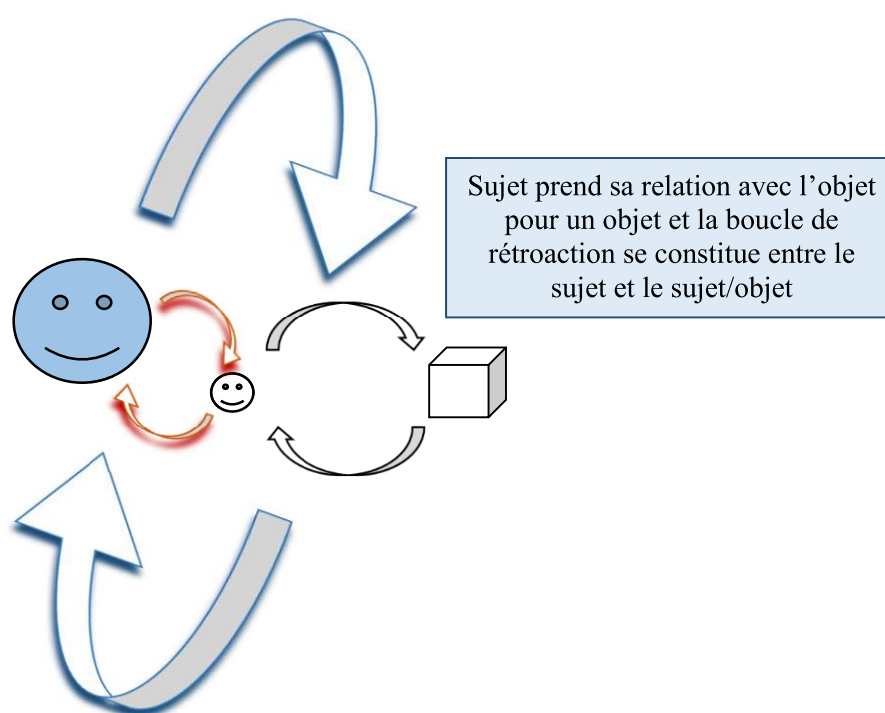 Sujet prend sa relation avec l’objet
pour un objet et la boucle de
rétroaction se constitue entre le
sujet et le sujet/objet